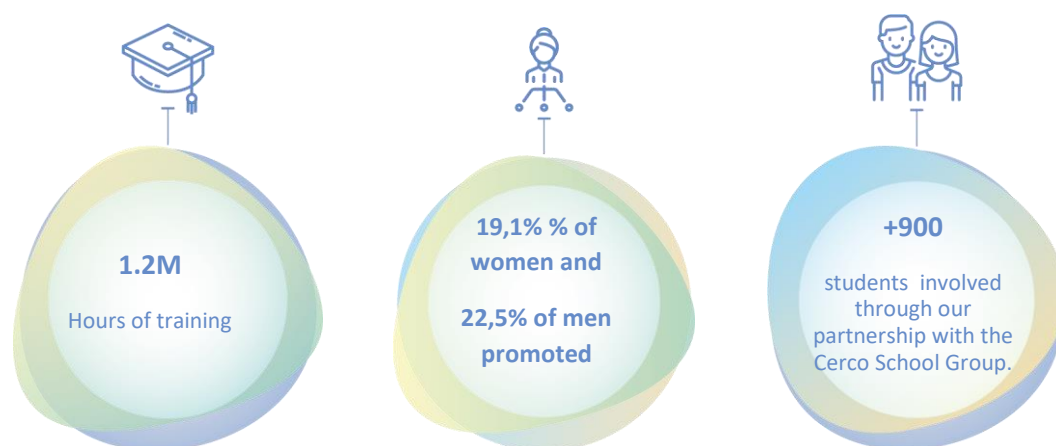 1.2M
Hours of training
19,1% % of
women and
22,5% of men
promoted
+900
students involved
through our
partnership with the
Cerco School Group.